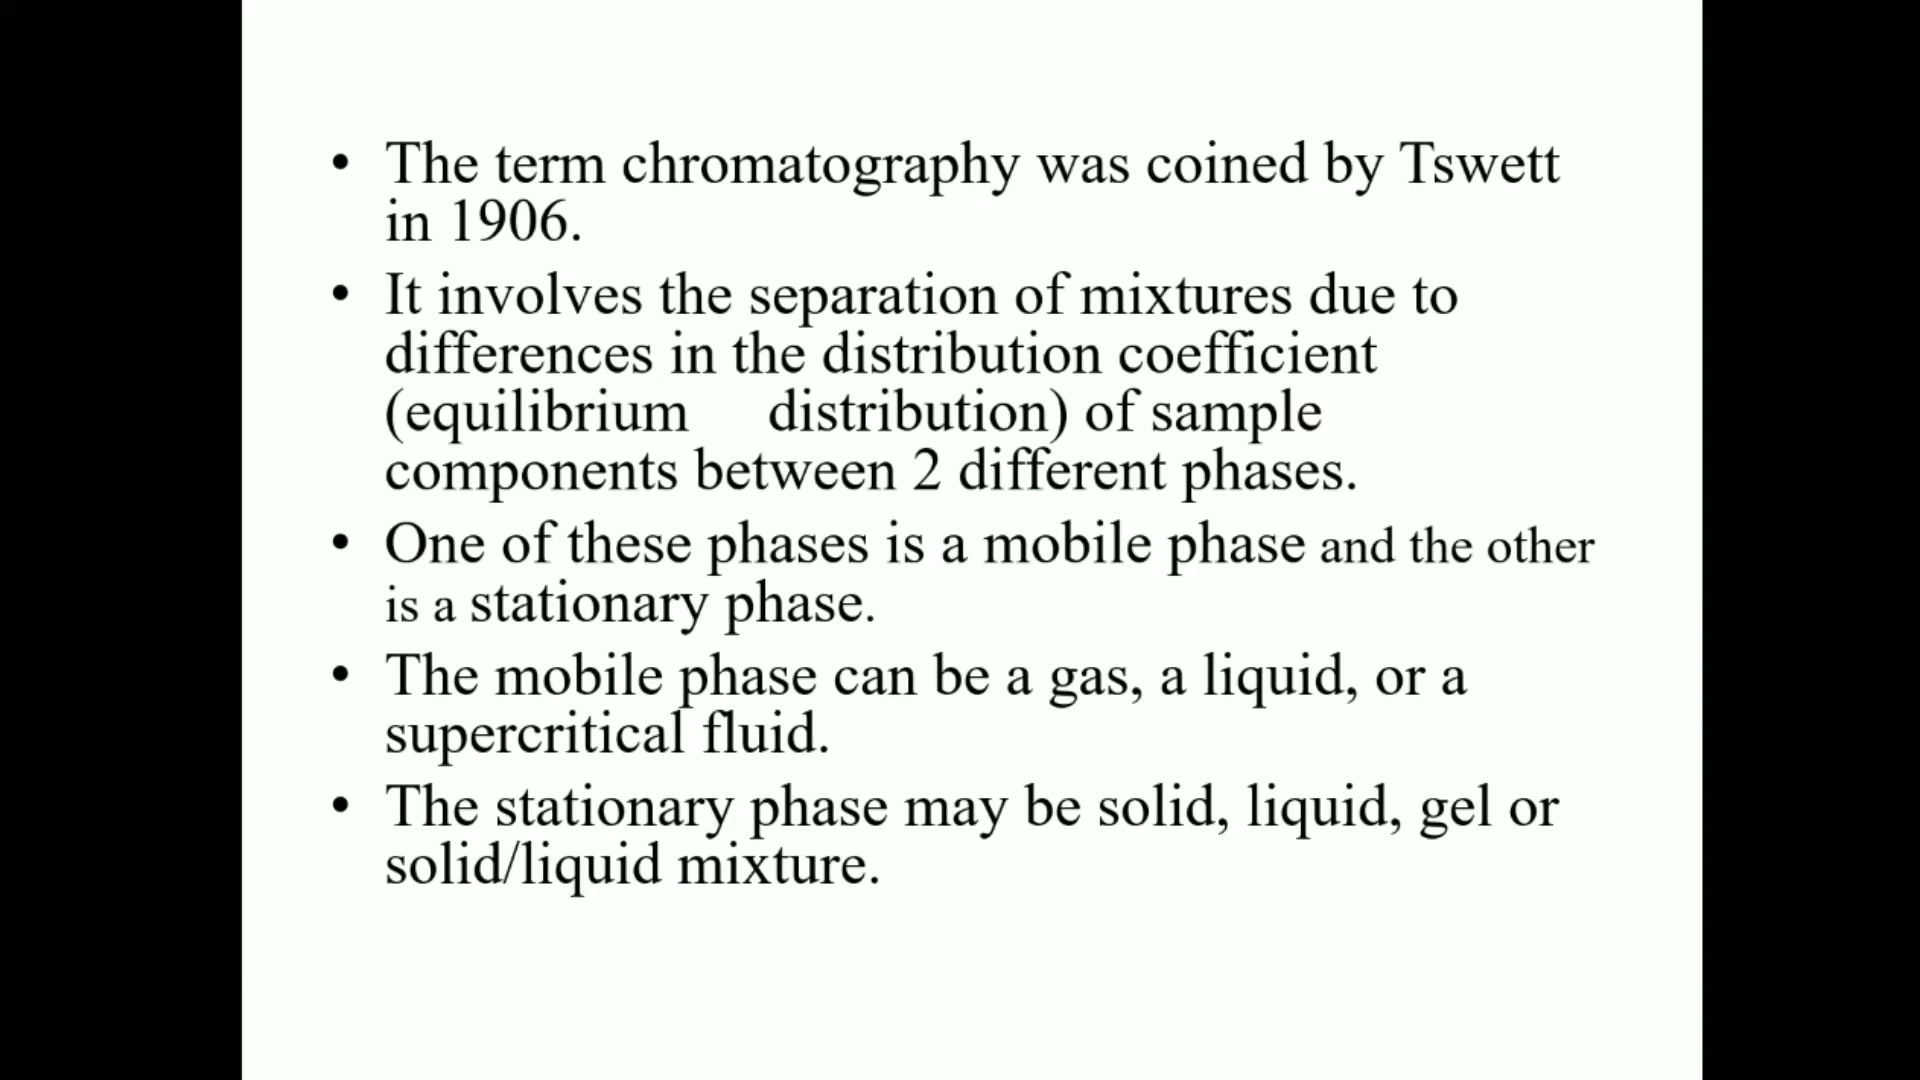 • The term chromatography was coined by Tswett
in 1906.
• It involves the separation of mixtures due to
differences in the distribution coefficient
(equilibrium distribution) of sample
components between 2 different phases.
• One of these phases is a mobile phase and the other
is a stationary phase.
• The mobile phase can be a gas, a liquid, or a
supercritical fluid.
• The stationary phase may be solid, liquid, gel or
solid/liquid mixture.